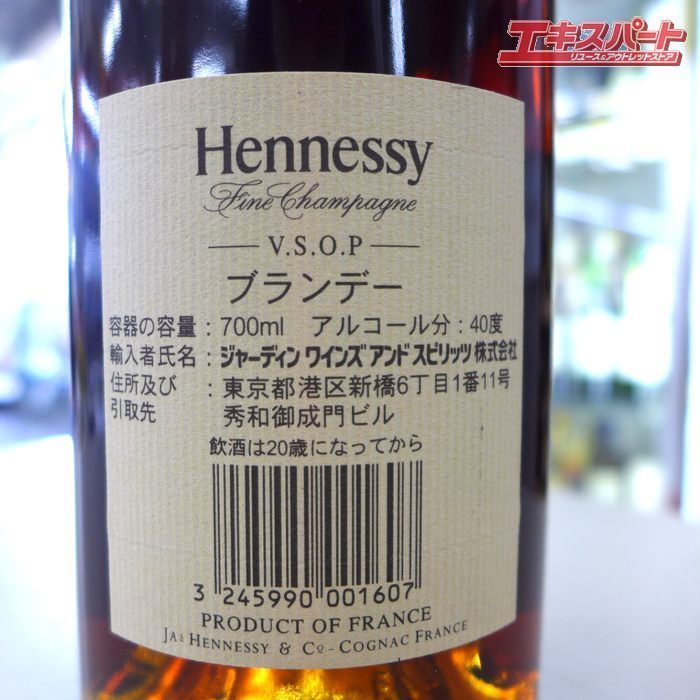 エキスパート
リユース&アウトレットストア
Hennessy
Fine Champagne
V.S.O.P
ブランデー
容器の容量:700ml アルコール分:40度
輸入者氏名:ジャーディン ワインズ アンド スピリッツ 株式会社
住所及び:東京都港区新橋6丁目1番11号
引取先 秀和御成門ビル
飲酒は20歳になってから
3 245990 001607
PRODUCT OF FRANCE
JAS HENNESSY & CO - COGNAC FRANCE